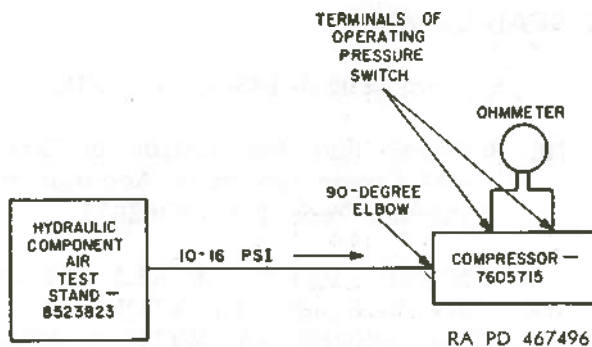 TERMINALS OF
OPERATING
PRESSURE
SWITCH
OHMMETER
90-DEGREE
ELBOW
HYDRAULIC
COMPONENT
AIR
TEST
STAND-
8523823
10-16 PSI
COMPRESSOR-
7605715
RA PD 467496